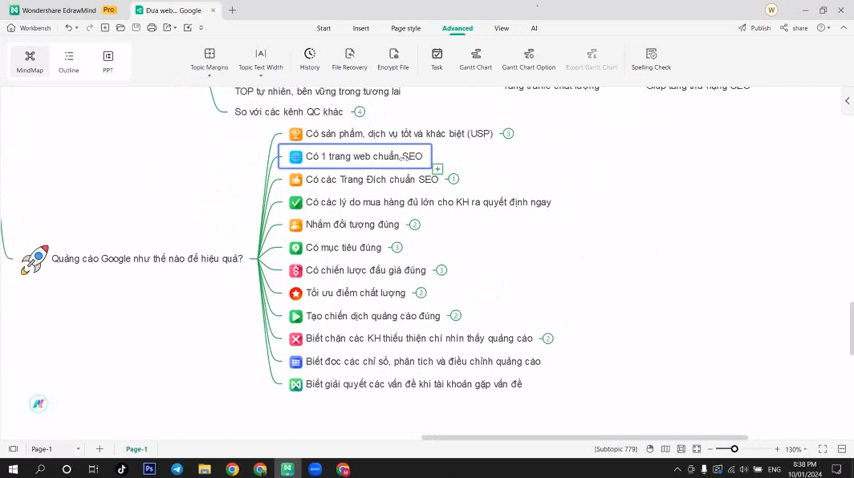 Wondershare EdrawMind Pro
Đưa web... Google
W
Workbench
Start Insert Page style Advanced View AI
Publish share
MindMap Outline PPT
Topic Margins Topic Text Width History File Recovery Encrypt File Task Gantt Chart Gantt Chart Option Export Gantt Chart Spelling Check
TOP tự nhiên, bền vững trong tương lai
So với các kênh QC khác 4
Có sản phẩm, dịch vụ tốt và khác biệt (USP) 3
Có 1 trang web chuẩn SEO
Có các Trang Đích chuẩn SEO 1
Có các lý do mua hàng đủ lớn cho KH ra quyết định ngay
Nhắm đối tượng đúng 2
Có mục tiêu đúng 3
Quảng cáo Google như thế nào để hiệu quả?
Có chiến lược đấu giá đúng 3
Tối ưu điểm chất lượng 2
Tạo chiến dịch quảng cáo đúng 2
Biết chặn các KH thiếu thiện chí nhìn thấy quảng cáo 2
Biết đọc các chỉ số, phân tích và điều chỉnh quảng cáo
Biết giải quyết các vấn đề khi tài khoản gặp vấn đề
Page-1 Page-1
[Subtopic 779]
130%
ENG
8:38 PM
10/01/2024